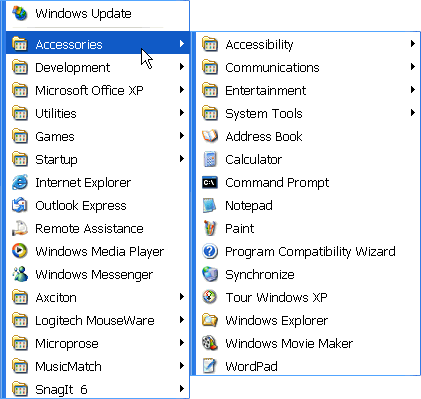 Windows Update
Accessories
Development
Microsoft Office XP
Utilities
Games
Startup
Internet Explorer
Outlook Express
Remote Assistance
Windows Media Player
Windows Messenger
Axciton
Logitech MouseWare
Microprose
MusicMatch
SnagIt 6
Accessibility
Communications
Entertainment
System Tools
Address Book
Calculator
Command Prompt
Notepad
Paint
Program Compatibility Wizard
Synchronize
Tour Windows XP
Windows Explorer
Windows Movie Maker
WordPad